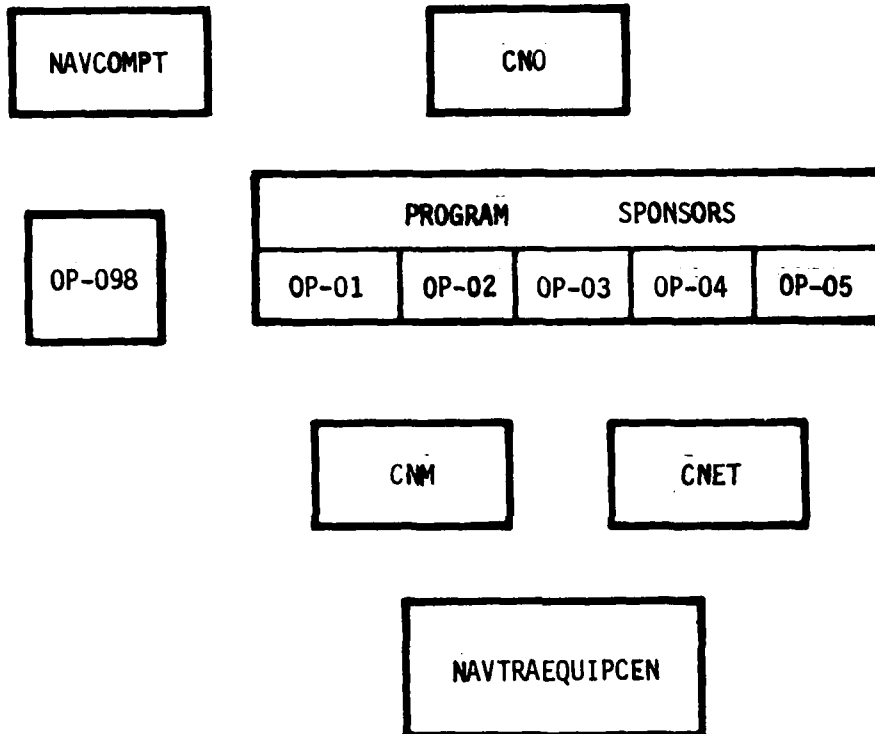 NAVCOMPT
CNO
PROGRAM SPONSORS
OP-098
OP-01 OP-02 OP-03 OP-04 OP-05
CNM
CNET
NAVTRAEQUIPCEN